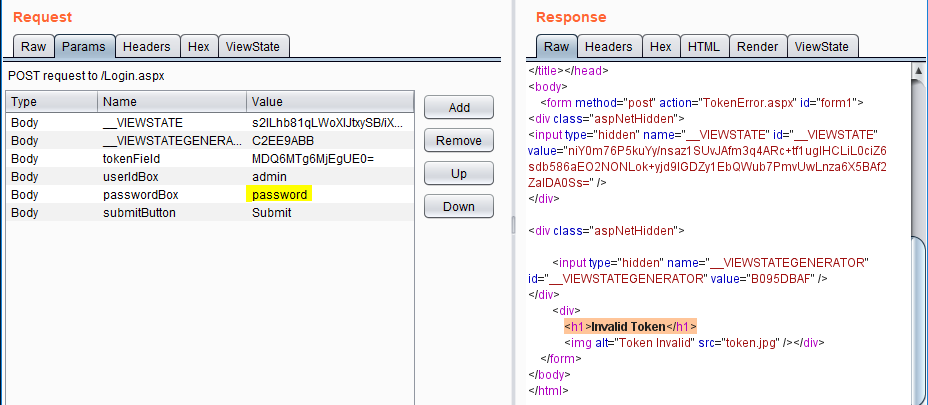 Request
Raw Params Headers Hex ViewState
POST request to /Login.aspx
Type Name Value
Body __VIEWSTATE s2ILhb81qLWoXIJtxySB/iX...
Body __VIEWSTATEGENERA... C2EE9ABB
Body tokenField MDQ6MTg6MjEgUE0=
Body userIdBox admin
Body passwordBox password
Body submitButton Submit
Add
Remove
Up
Down
Response
Raw Headers Hex HTML Render ViewState
</title></head>
<body>
<form method="post" action="TokenError.aspx" id="form1">
<div class="aspNetHidden">
<input type="hidden" name="__VIEWSTATE" id="__VIEWSTATE"
value="niY0m76P5kuYy/nsaz1SUvJAfm3q4ARc+tf1ugIHCLiL0ciZ6
sdb586aEO2NONLok+yjd9IGDZy1EbQWub7PmvUwLnza6X5BAf2
ZaIDA0Ss=" />
</div>
<div class="aspNetHidden">
<input type="hidden" name="__VIEWSTATEGENERATOR"
id="__VIEWSTATEGENERATOR" value="B095DBAF" />
</div>
<div>
<h1>Invalid Token</h1>
<img alt="Token Invalid" src="token.jpg" /></div>
</form>
</body>
</html>